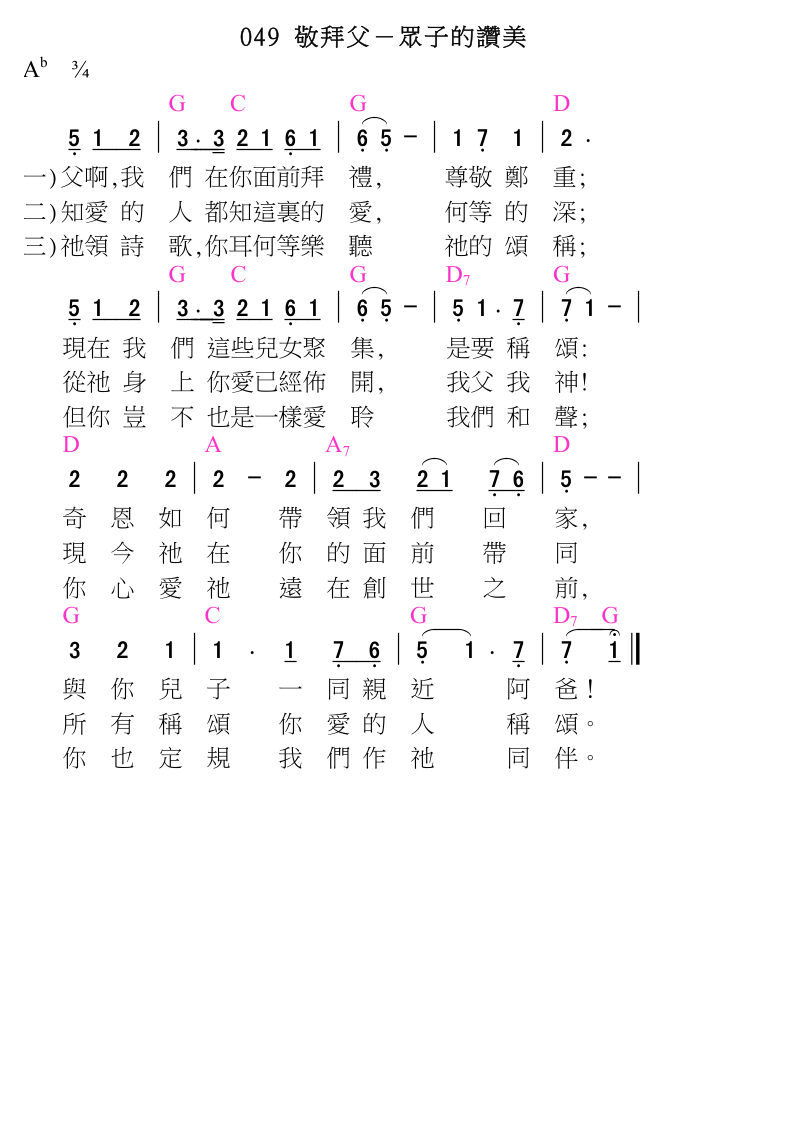 049 敬拜父－眾子的讚美
Ab ¾
G C G D
5 1 2 | 3 · 3 2 1 6 1 | 6 5 － | 1 7 1 | 2 ·
一)父啊,我 們 在你面前拜 禮, 尊敬 鄭 重;
二)知愛 的 人 都知這裏的 愛, 何等 的 深;
三)祂領 詩 歌,你耳何等樂 聽 祂的 頌 稱;
G C G D7 G
5 1 2 | 3 · 3 2 1 6 1 | 6 5 － | 5 1 · 7 | 7 1 － |
現在 我 們 這些兒女聚 集, 是要 稱 頌:
從祂 身 上 你愛已經佈 開, 我父 我 神!
但你 豈 不 也是一樣愛 聆 我們 和 聲;
D A A7 D
2 2 2 | 2 － 2 | 2 3 2 1 7 6 | 5 － － |
奇 恩 如 何 帶 領 我 們 回 家,
現 今 祂 在 你 的 面 前 帶 同
你 心 愛 祂 遠 在 創 世 之 前,
G C G D7 G
3 2 1 | 1 · 1 7 6 | 5 1 · 7 | 7 1 ‖
與 你 兒 子 一 同 親 近 阿 爸!
所 有 稱 頌 你 愛 的 人 稱 頌。
你 也 定 規 我 們 作 祂 同 伴。